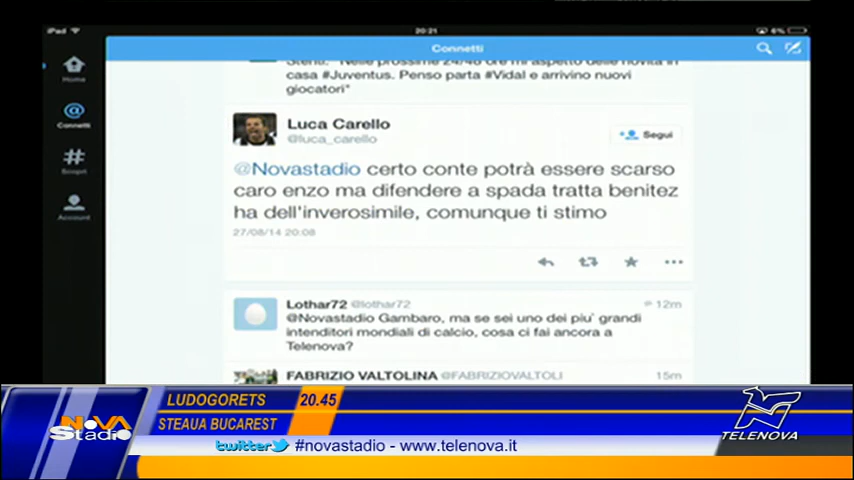 iPad
20:21
6%
Connetti
Home
Connetti
Scopri
Account
Stenti: "Nelle prossime 24/48 ore mi aspetto delle novità in
casa #Juventus. Penso parta #Vidal e arrivino nuovi
giocatori"
Luca Carello
@luca_carello
Segui
@Novastadio certo conte potrà essere scarso
caro enzo ma difendere a spada tratta benitez
ha dell'inverosimile, comunque ti stimo
27/08/14 20:08
Lothar72 @lothar72
12m
@Novastadio Gambaro, ma se sei uno dei piu` grandi
intenditori mondiali di calcio, cosa ci fai ancora a
Telenova?
FABRIZIO VALTOLINA @FABRIZIOVALTOLI
15m
LUDOGORETS 20.45
STEAUA BUCAREST
NOVA
Stadio
twitter #novastadio - www.telenova.it
TELENOVA